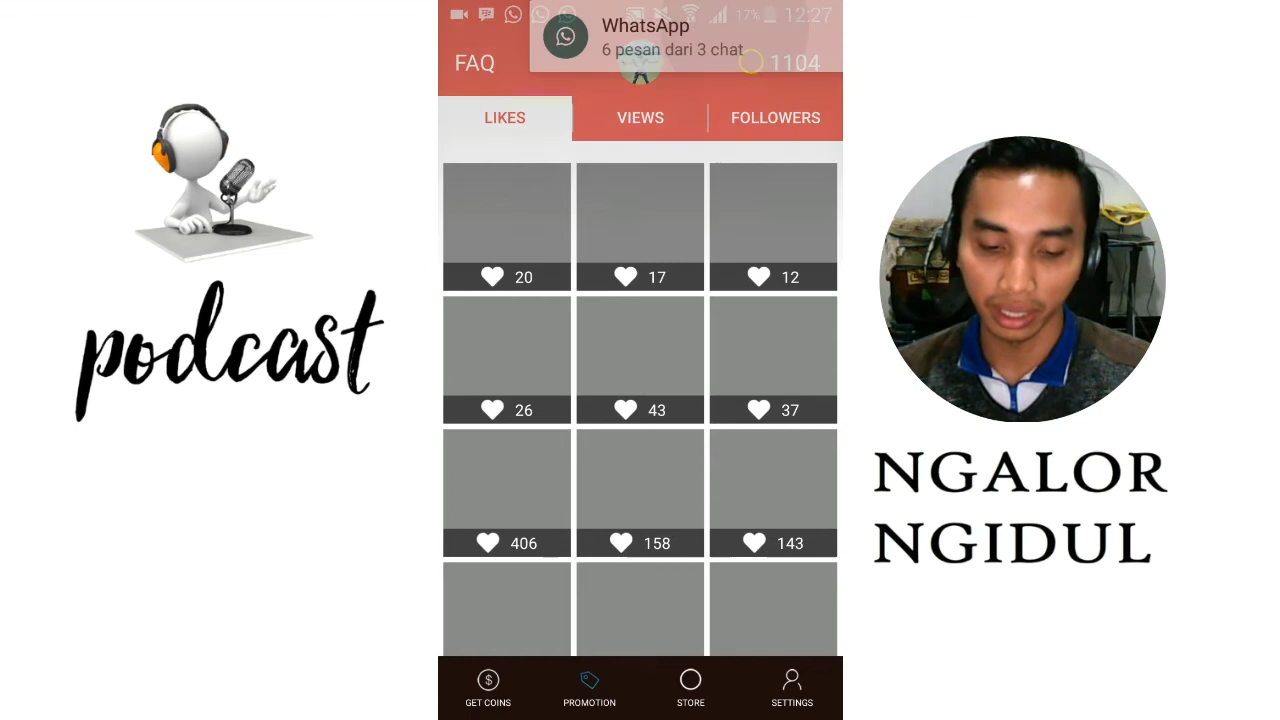 podcast
17% 12:27
WhatsApp
6 pesan dari 3 chat
FAQ
1104
LIKES
VIEWS
FOLLOWERS
20
17
12
26
43
37
406
158
143
GET COINS
PROMOTION
STORE
SETTINGS
NGALOR
NGIDUL